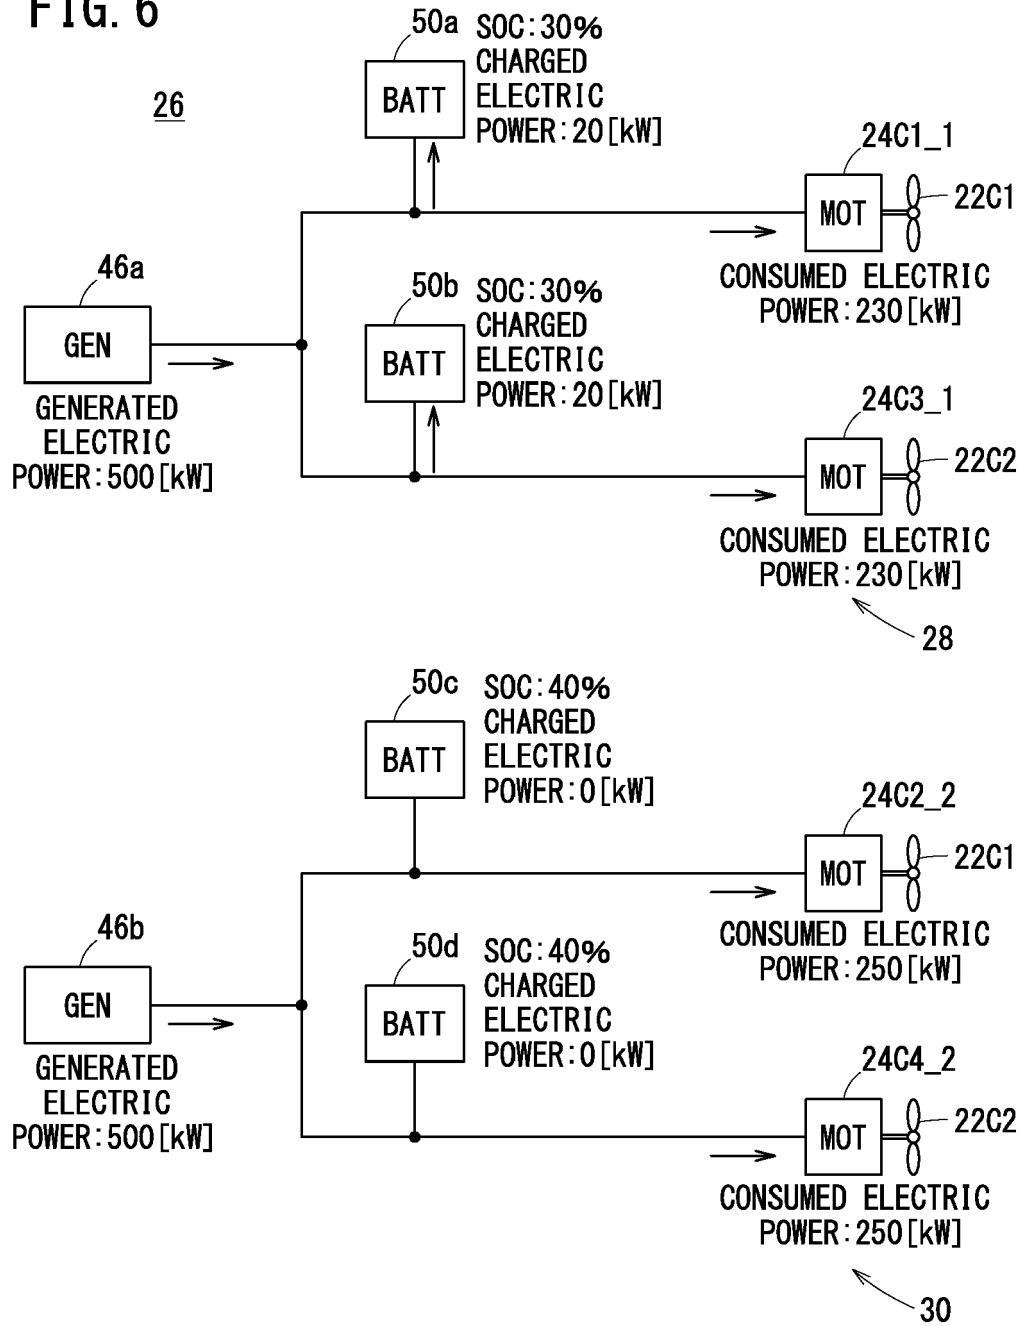 FIG. 6
26
50a
SOC:30%
CHARGED
ELECTRIC
POWER:20[kW]
BATT
24C1_1
MOT
22C1
CONSUMED ELECTRIC
POWER:230[kW]
46a
GEN
GENERATED
ELECTRIC
POWER:500[kW]
50b
SOC:30%
CHARGED
ELECTRIC
POWER:20[kW]
BATT
24C3_1
MOT
22C2
CONSUMED ELECTRIC
POWER:230[kW]
28
50c
SOC:40%
CHARGED
ELECTRIC
POWER:0[kW]
BATT
24C2_2
MOT
22C1
CONSUMED ELECTRIC
POWER:250[kW]
46b
GEN
GENERATED
ELECTRIC
POWER:500[kW]
50d
SOC:40%
CHARGED
ELECTRIC
POWER:0[kW]
BATT
24C4_2
MOT
22C2
CONSUMED ELECTRIC
POWER:250[kW]
30